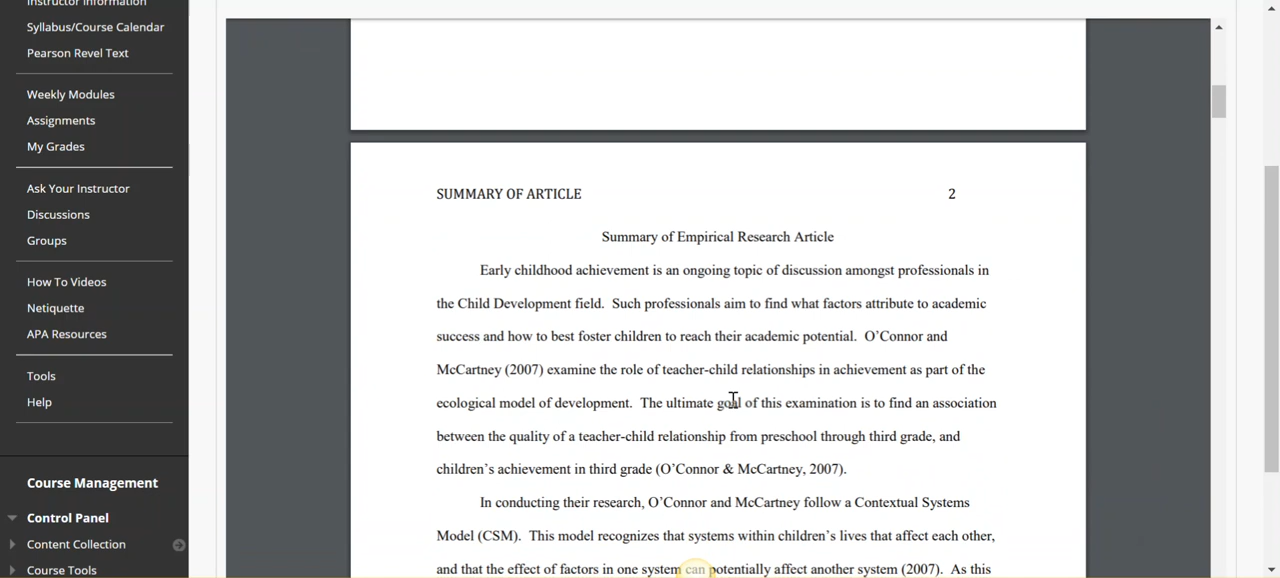 Instructor Information
Syllabus/Course Calendar
Pearson Revel Text
Weekly Modules
Assignments
My Grades
Ask Your Instructor
Discussions
Groups
How To Videos
Netiquette
APA Resources
Tools
Help
Course Management
Control Panel
Content Collection
Course Tools
SUMMARY OF ARTICLE 2
Summary of Empirical Research Article
Early childhood achievement is an ongoing topic of discussion amongst professionals in
the Child Development field. Such professionals aim to find what factors attribute to academic
success and how to best foster children to reach their academic potential. O’Connor and
McCartney (2007) examine the role of teacher-child relationships in achievement as part of the
ecological model of development. The ultimate goal of this examination is to find an association
between the quality of a teacher-child relationship from preschool through third grade, and
children’s achievement in third grade (O’Connor & McCartney, 2007).
In conducting their research, O’Connor and McCartney follow a Contextual Systems
Model (CSM). This model recognizes that systems within children’s lives that affect each other,
and that the effect of factors in one system can potentially affect another system (2007). As this